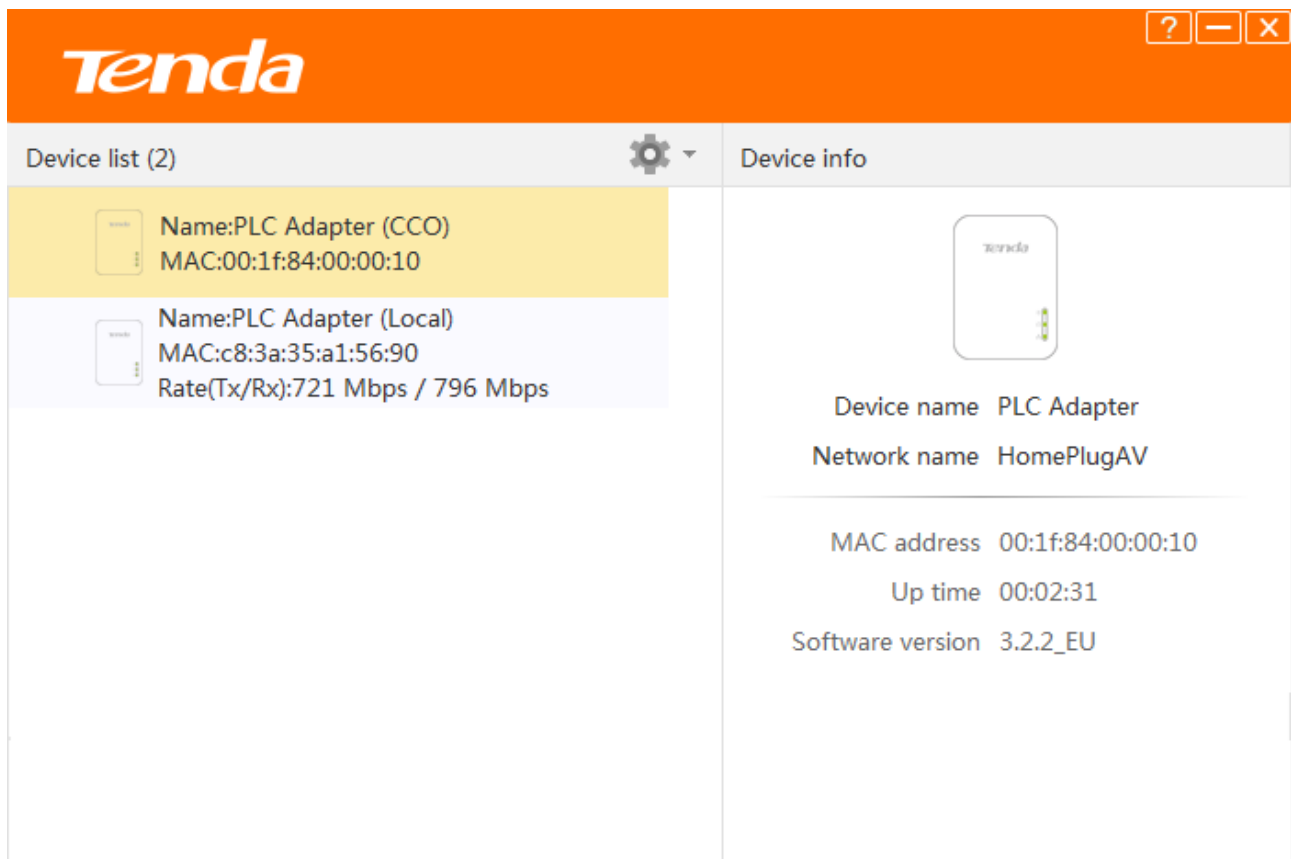 ?
Tenda
Device list (2)
Device info
Name:PLC Adapter (CCO)
MAC:00:1f:84:00:00:10
Name:PLC Adapter (Local)
MAC:c8:3a:35:a1:56:90
Rate(Tx/Rx):721 Mbps / 796 Mbps
Tenda
Device name PLC Adapter
Network name HomePlugAV
MAC address 00:1f:84:00:00:10
Up time 00:02:31
Software version 3.2.2_EU